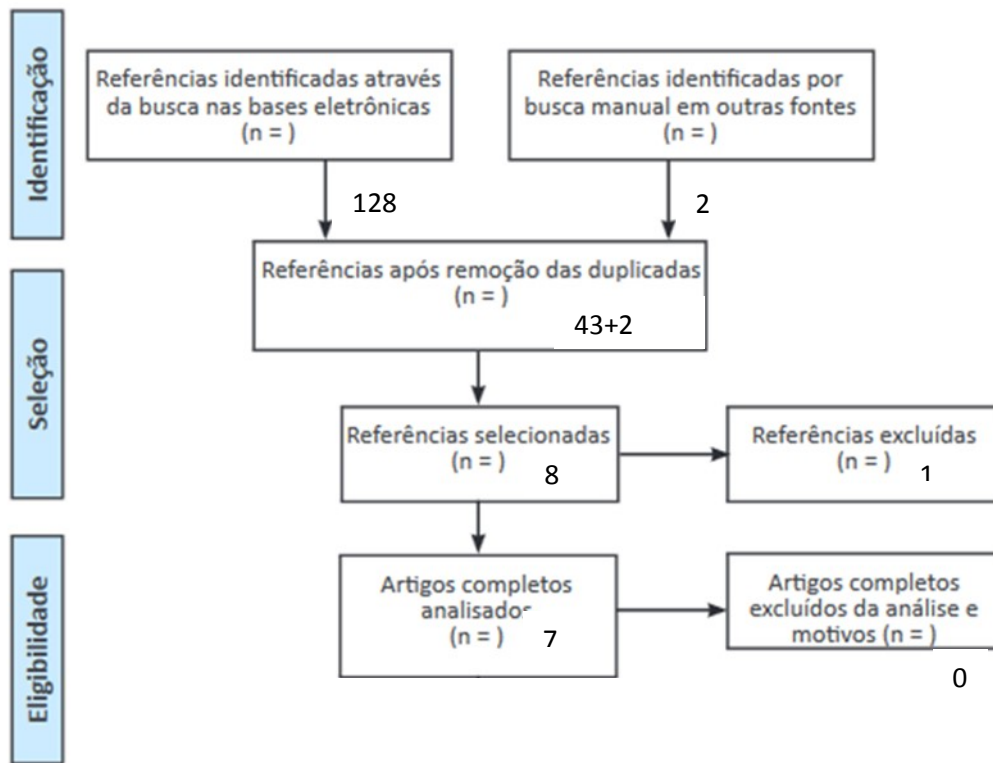 Identificação
Referências identificadas através
da busca nas bases eletrônicas
(n = )
Referências identificadas por
busca manual em outras fontes
(n = )
128
2
Seleção
Referências após remoção das duplicadas
(n = )
43+2
Referências selecionadas
(n = )
8
Referências excluídas
(n = )
1
Eligibilidade
Artigos completos
analisados
(n = )
7
Artigos completos
excluídos da análise e
motivos (n = )
0